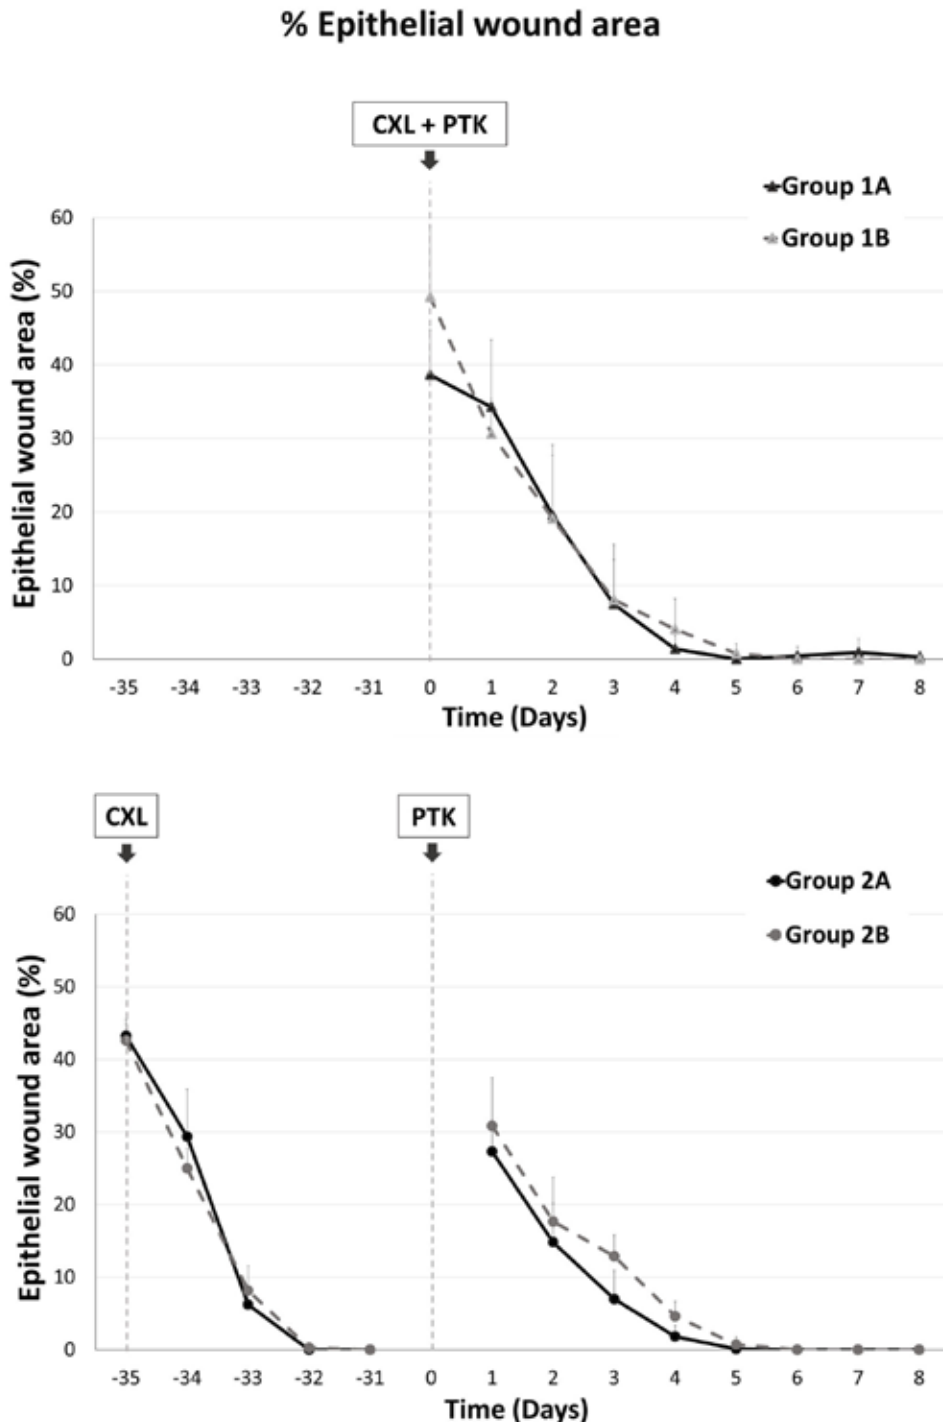 % Epithelial wound area
CXL + PTK
Group 1A
Group 1B
Epithelial wound area (%)
60
50
40
30
20
10
0
-35 -34 -33 -32 -31 0 1 2 3 4 5 6 7 8
Time (Days)
CXL PTK
Group 2A
Group 2B
Epithelial wound area (%)
60
50
40
30
20
10
0
-35 -34 -33 -32 -31 0 1 2 3 4 5 6 7 8
Time (Days)